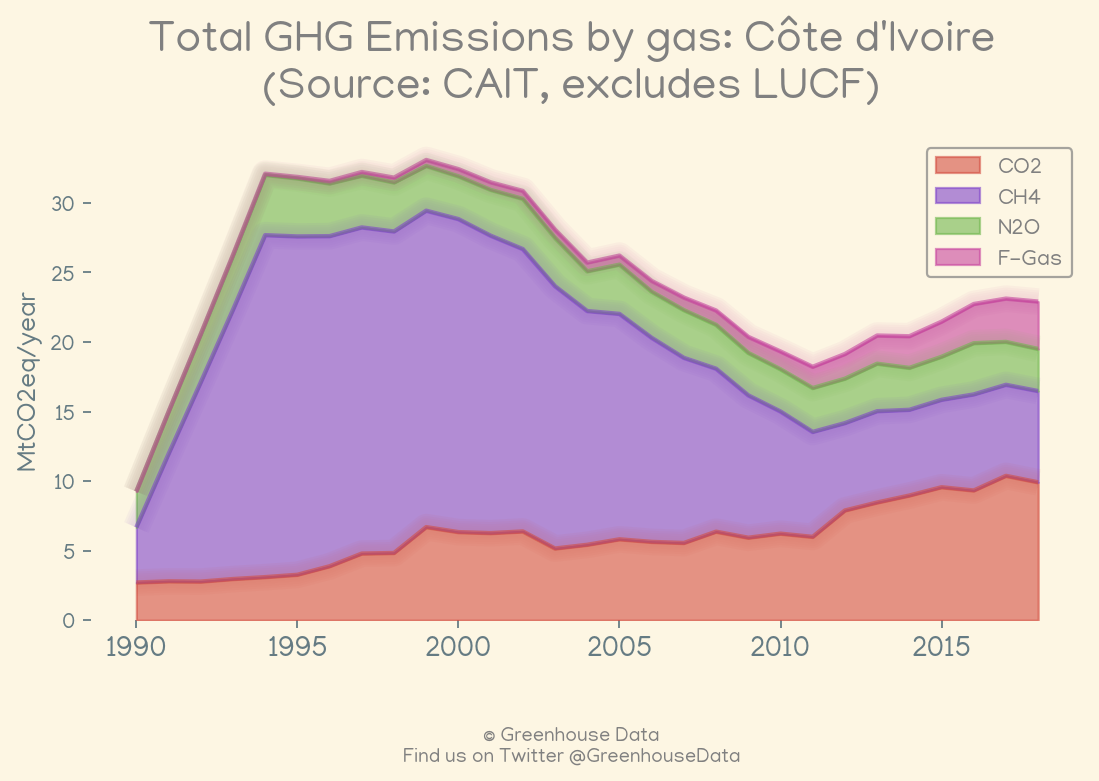 Total GHG Emissions by gas: Côte d'Ivoire
(Source: CAIT, excludes LUCF)
CO2
CH4
N2O
F-Gas
MtCO2eq/year
30
25
20
15
10
5
0
1990 1995 2000 2005 2010 2015
© Greenhouse Data
Find us on Twitter @GreenhouseData